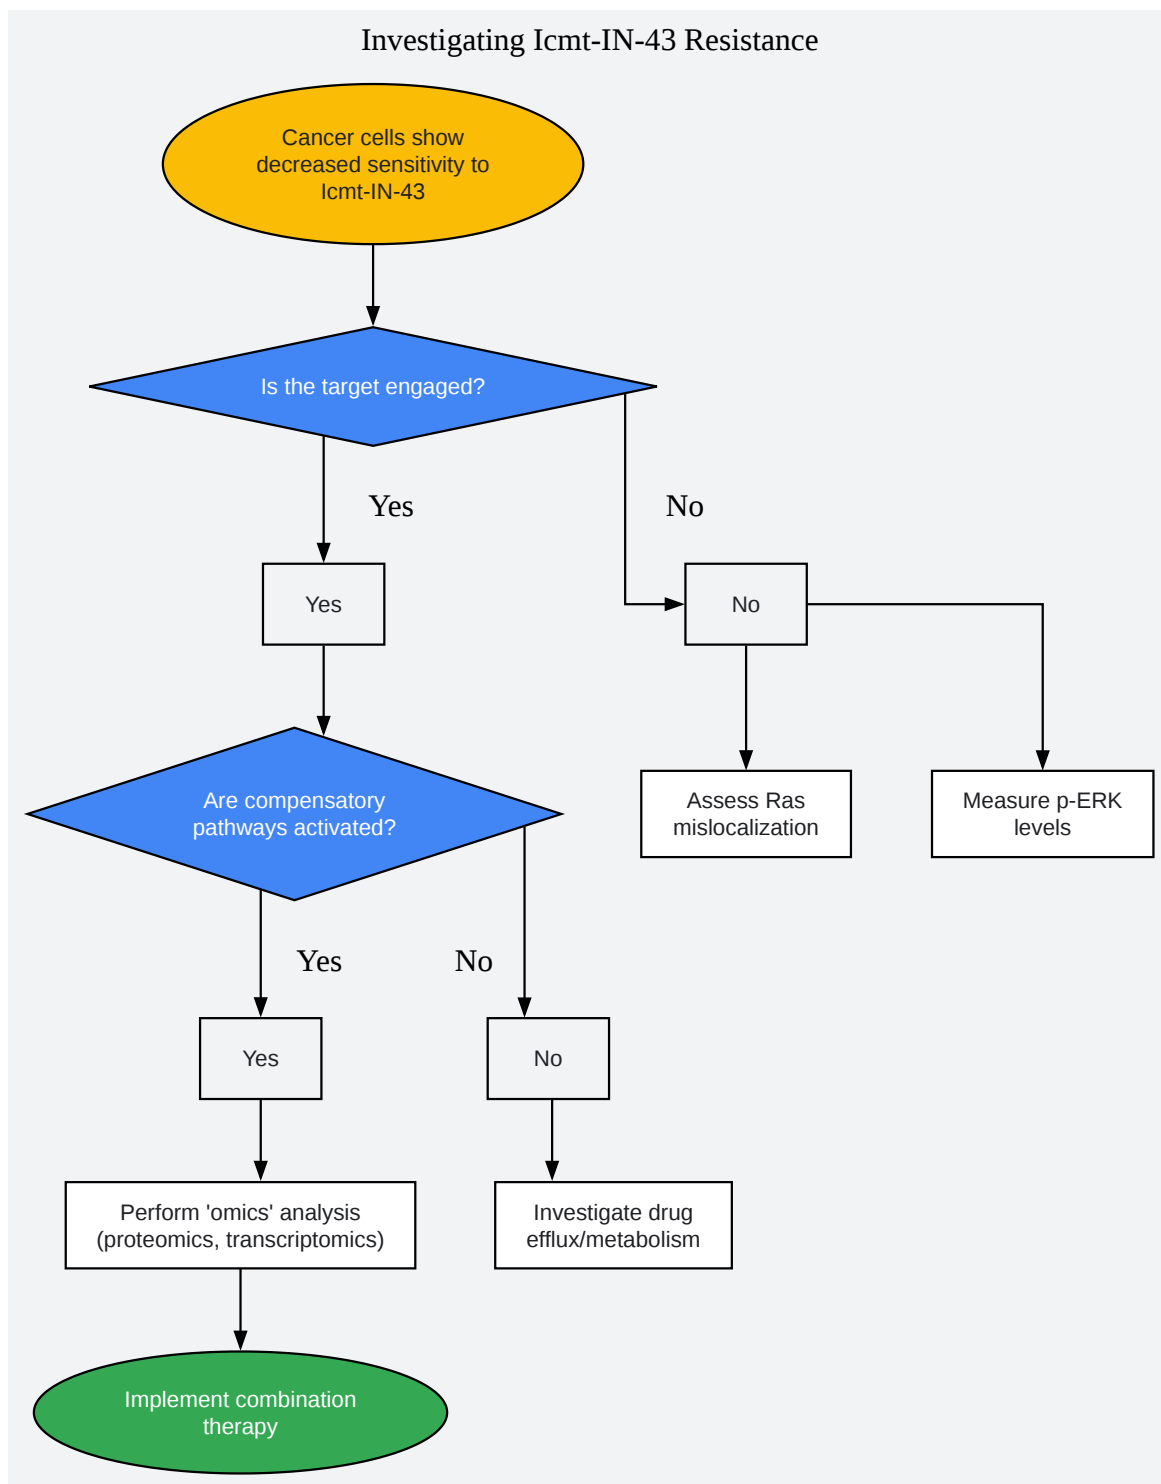 Investigating Icmt-IN-43 Resistance
Cancer cells show
decreased sensitivity to
Icmt-IN-43
Is the target engaged?
Yes
No
Yes
No
Are compensatory
pathways activated?
Assess Ras
mislocalization
Measure p-ERK
levels
Yes
No
Yes
No
Perform 'omics' analysis
(proteomics, transcriptomics)
Investigate drug
efflux/metabolism
Implement combination
therapy